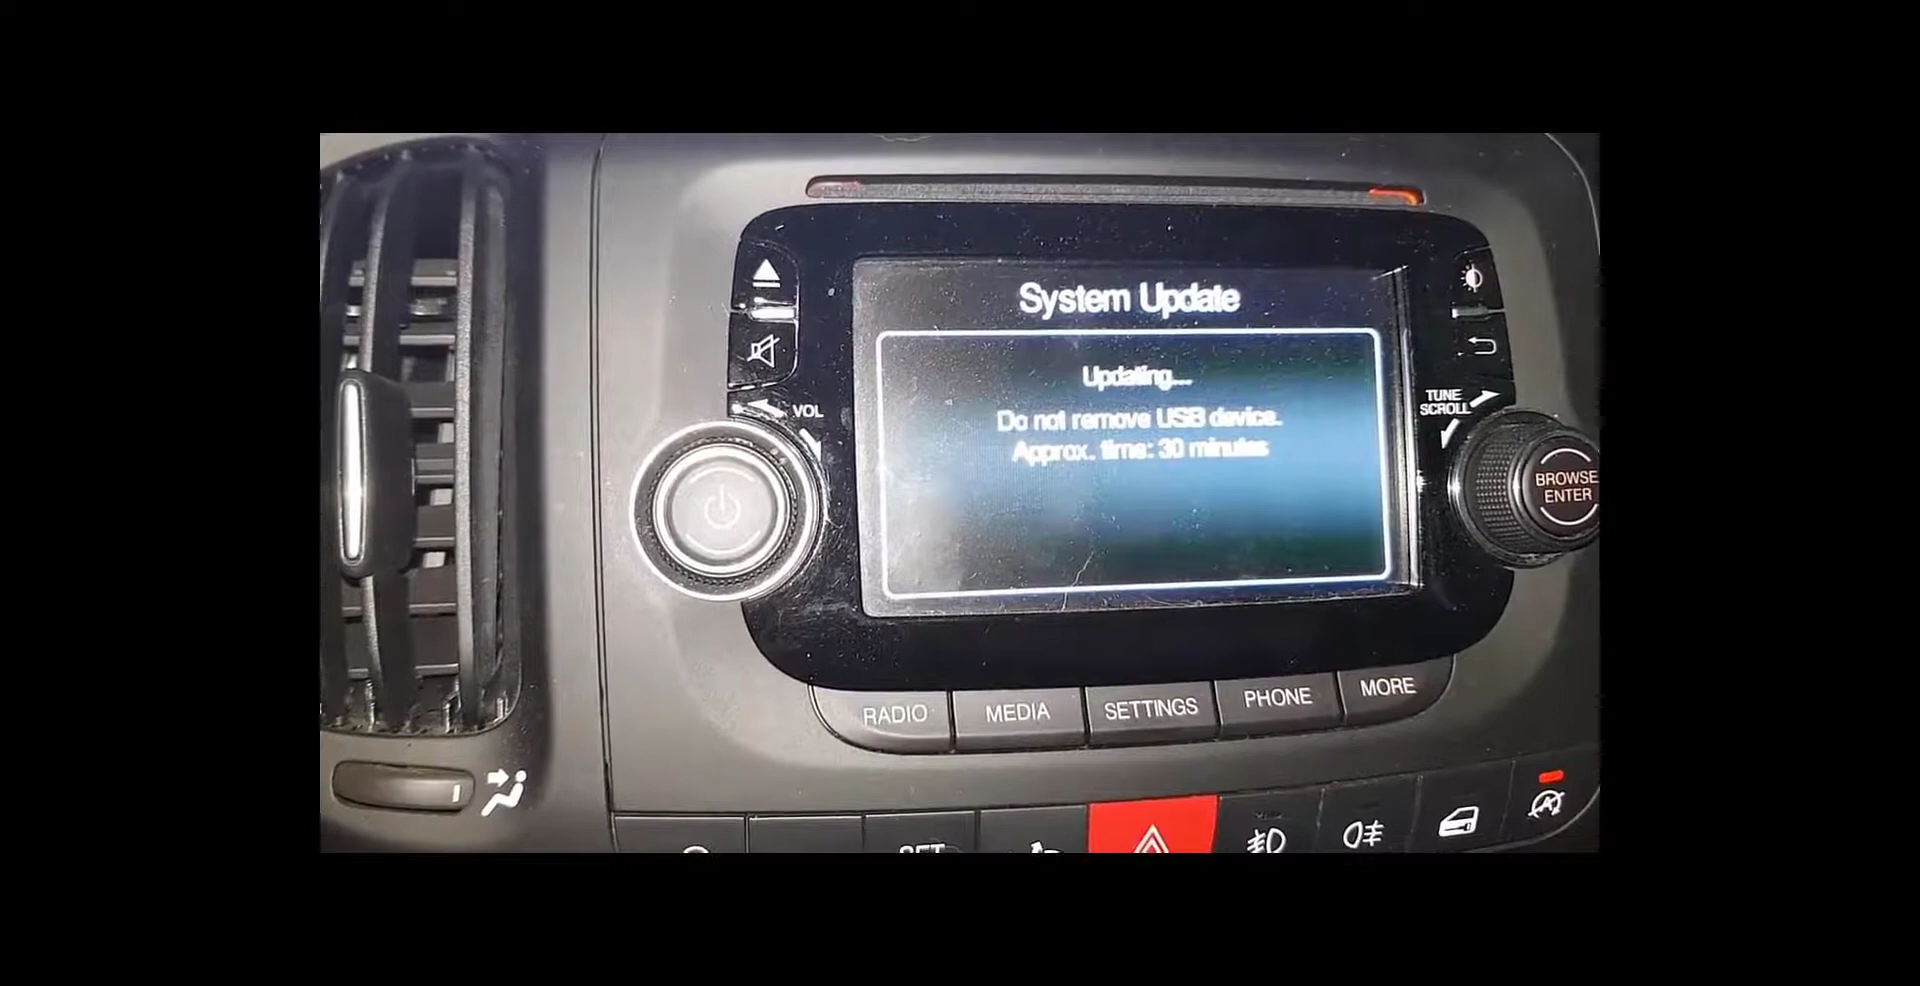 System Update
Updating...
Do not remove USB device.
Approx. time: 30 minutes
VOL
TUNE
SCROLL
BROWSE
ENTER
RADIO
MEDIA
SETTINGS
PHONE
MORE
SET